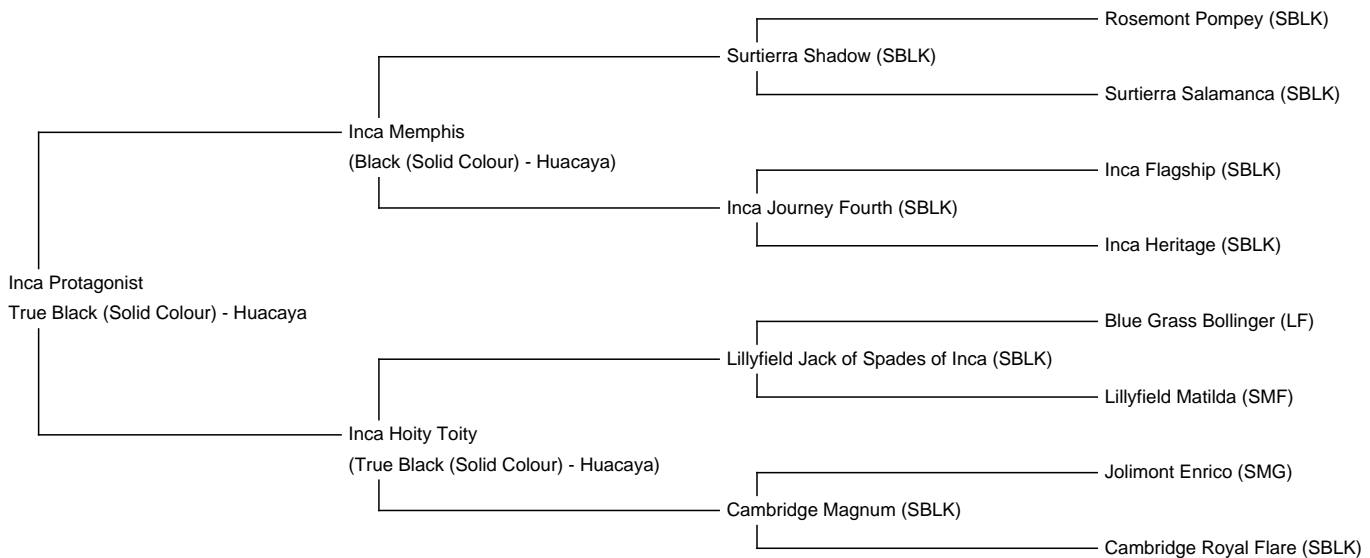 Rosemont Pompey (SBLK)
Surtierra Shadow (SBLK)
Surtierra Salamanca (SBLK)
Inca Memphis
(Black (Solid Colour) - Huacaya)
Inca Flagship (SBLK)
Inca Journey Fourth (SBLK)
Inca Heritage (SBLK)
Inca Protagonist
True Black (Solid Colour) - Huacaya
Blue Grass Bollinger (LF)
Lillyfield Jack of Spades of Inca (SBLK)
Lillyfield Matilda (SMF)
Inca Hoity Toity
(True Black (Solid Colour) - Huacaya)
Jolimont Enrico (SMG)
Cambridge Magnum (SBLK)
Cambridge Royal Flare (SBLK)